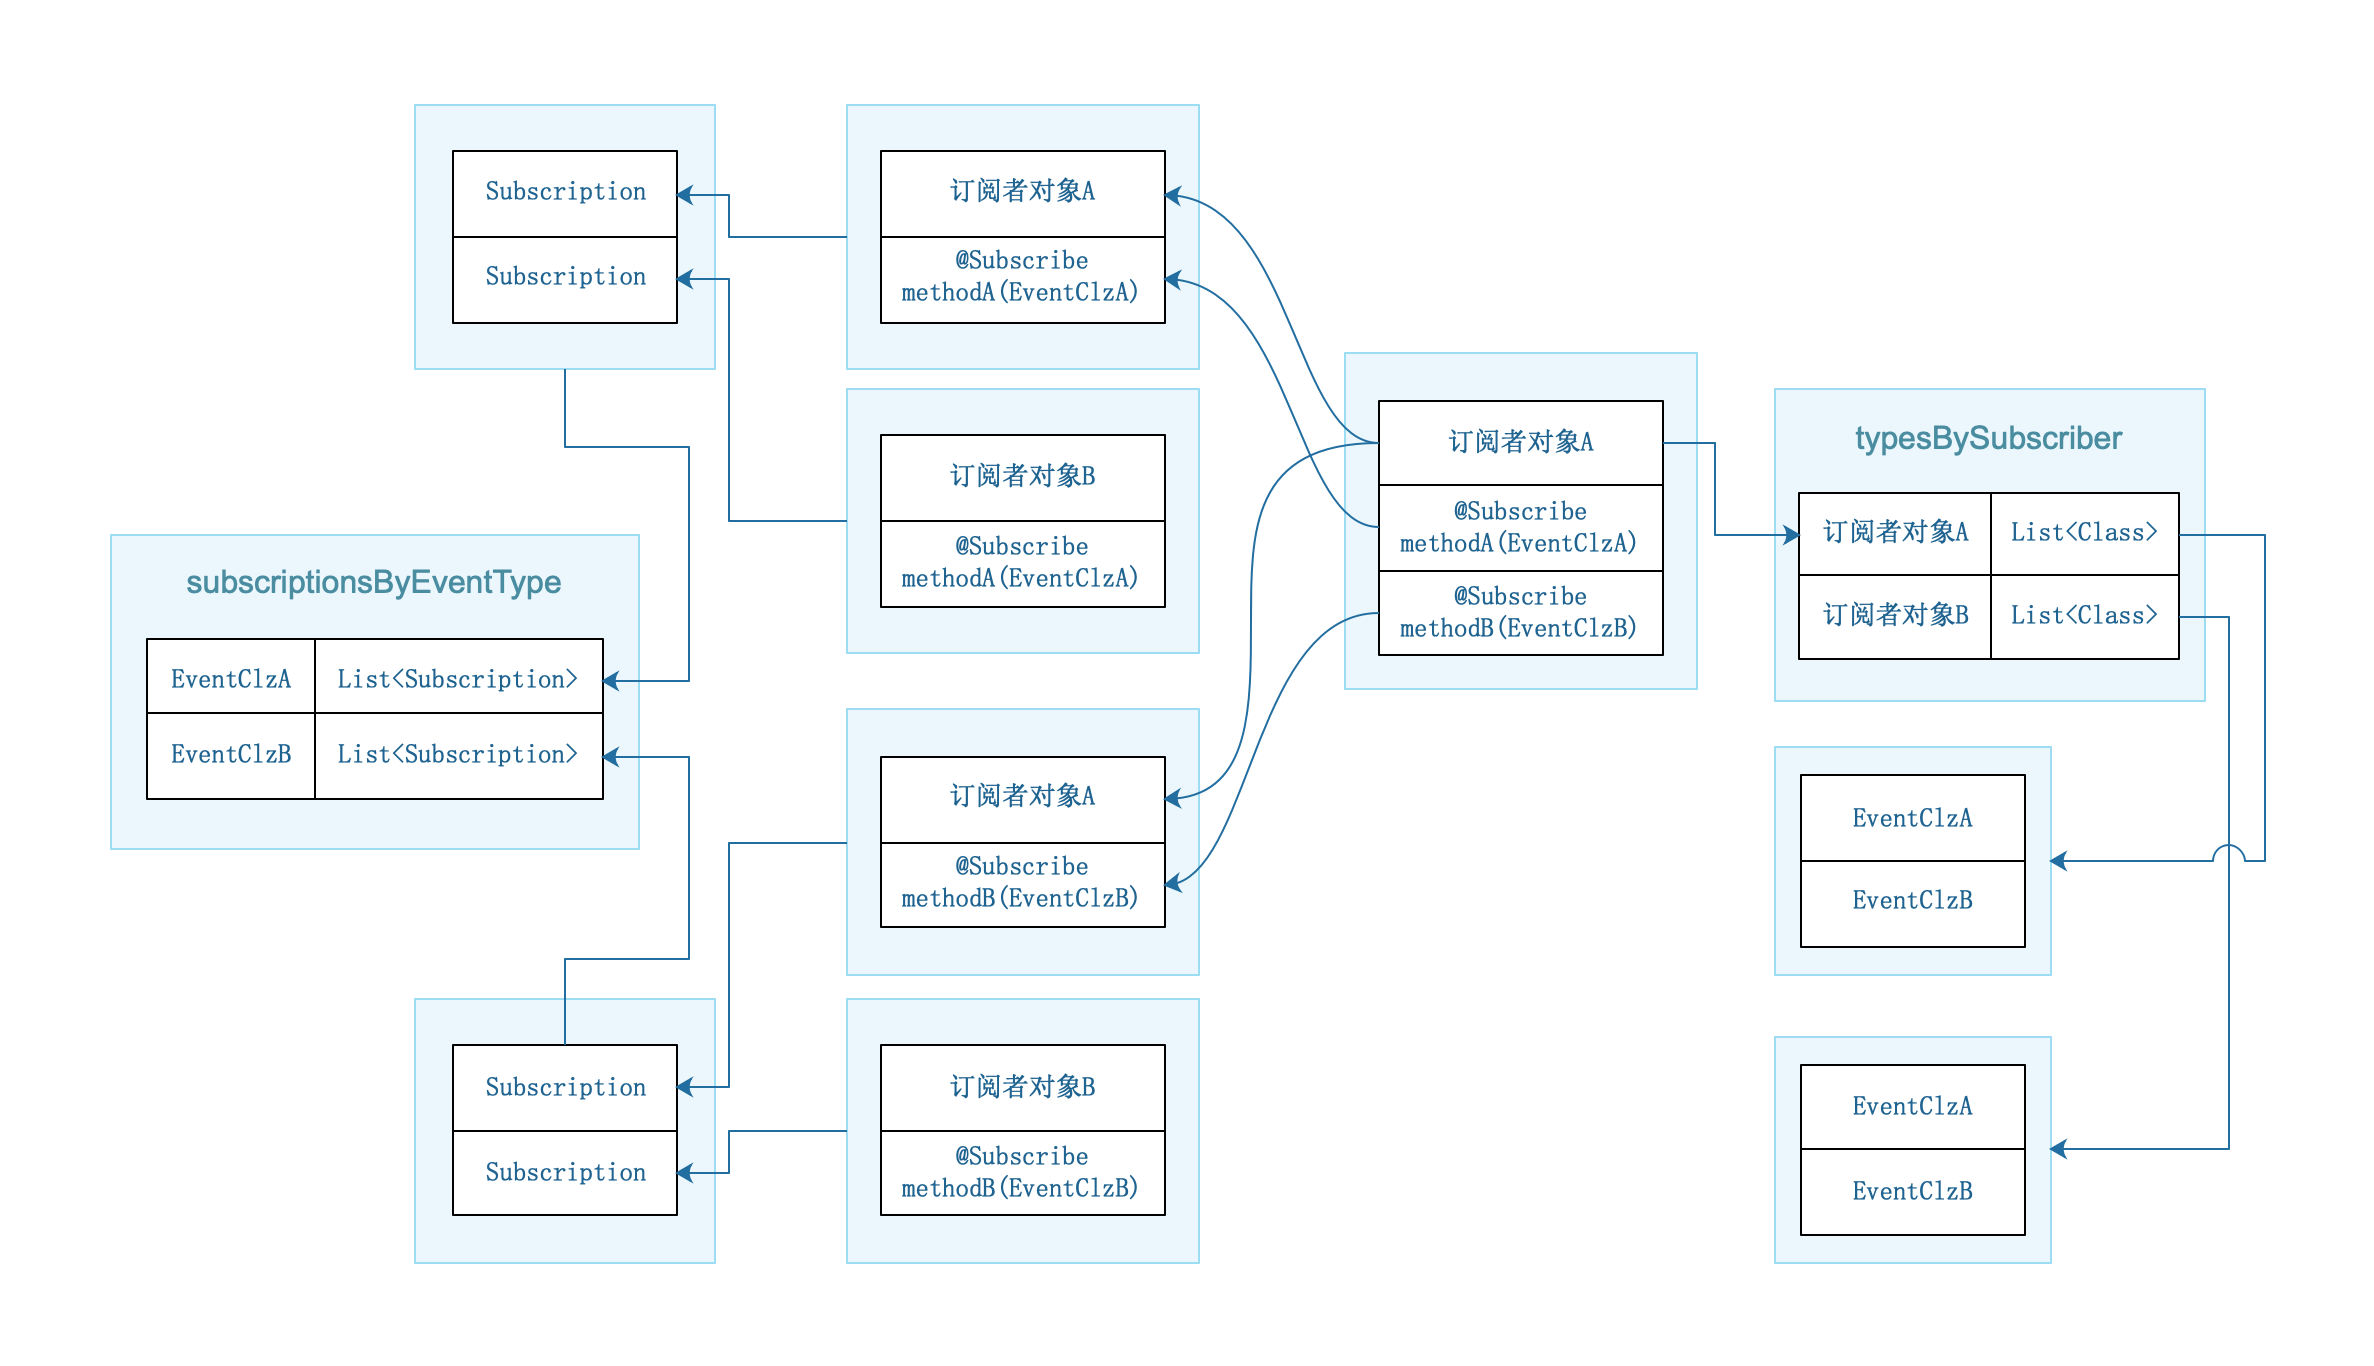 Subscription
Subscription
订阅者对象A
@Subscribe
methodA(EventClzA)
订阅者对象B
@Subscribe
methodA(EventClzA)
subscriptionsByEventType
EventClzA
List<Subscription>
EventClzB
List<Subscription>
订阅者对象A
@Subscribe
methodB(EventClzB)
Subscription
Subscription
订阅者对象B
@Subscribe
methodB(EventClzB)
订阅者对象A
@Subscribe
methodA(EventClzA)
@Subscribe
methodB(EventClzB)
typesBySubscriber
订阅者对象A
List<Class>
订阅者对象B
List<Class>
EventClzA
EventClzB
EventClzA
EventClzB